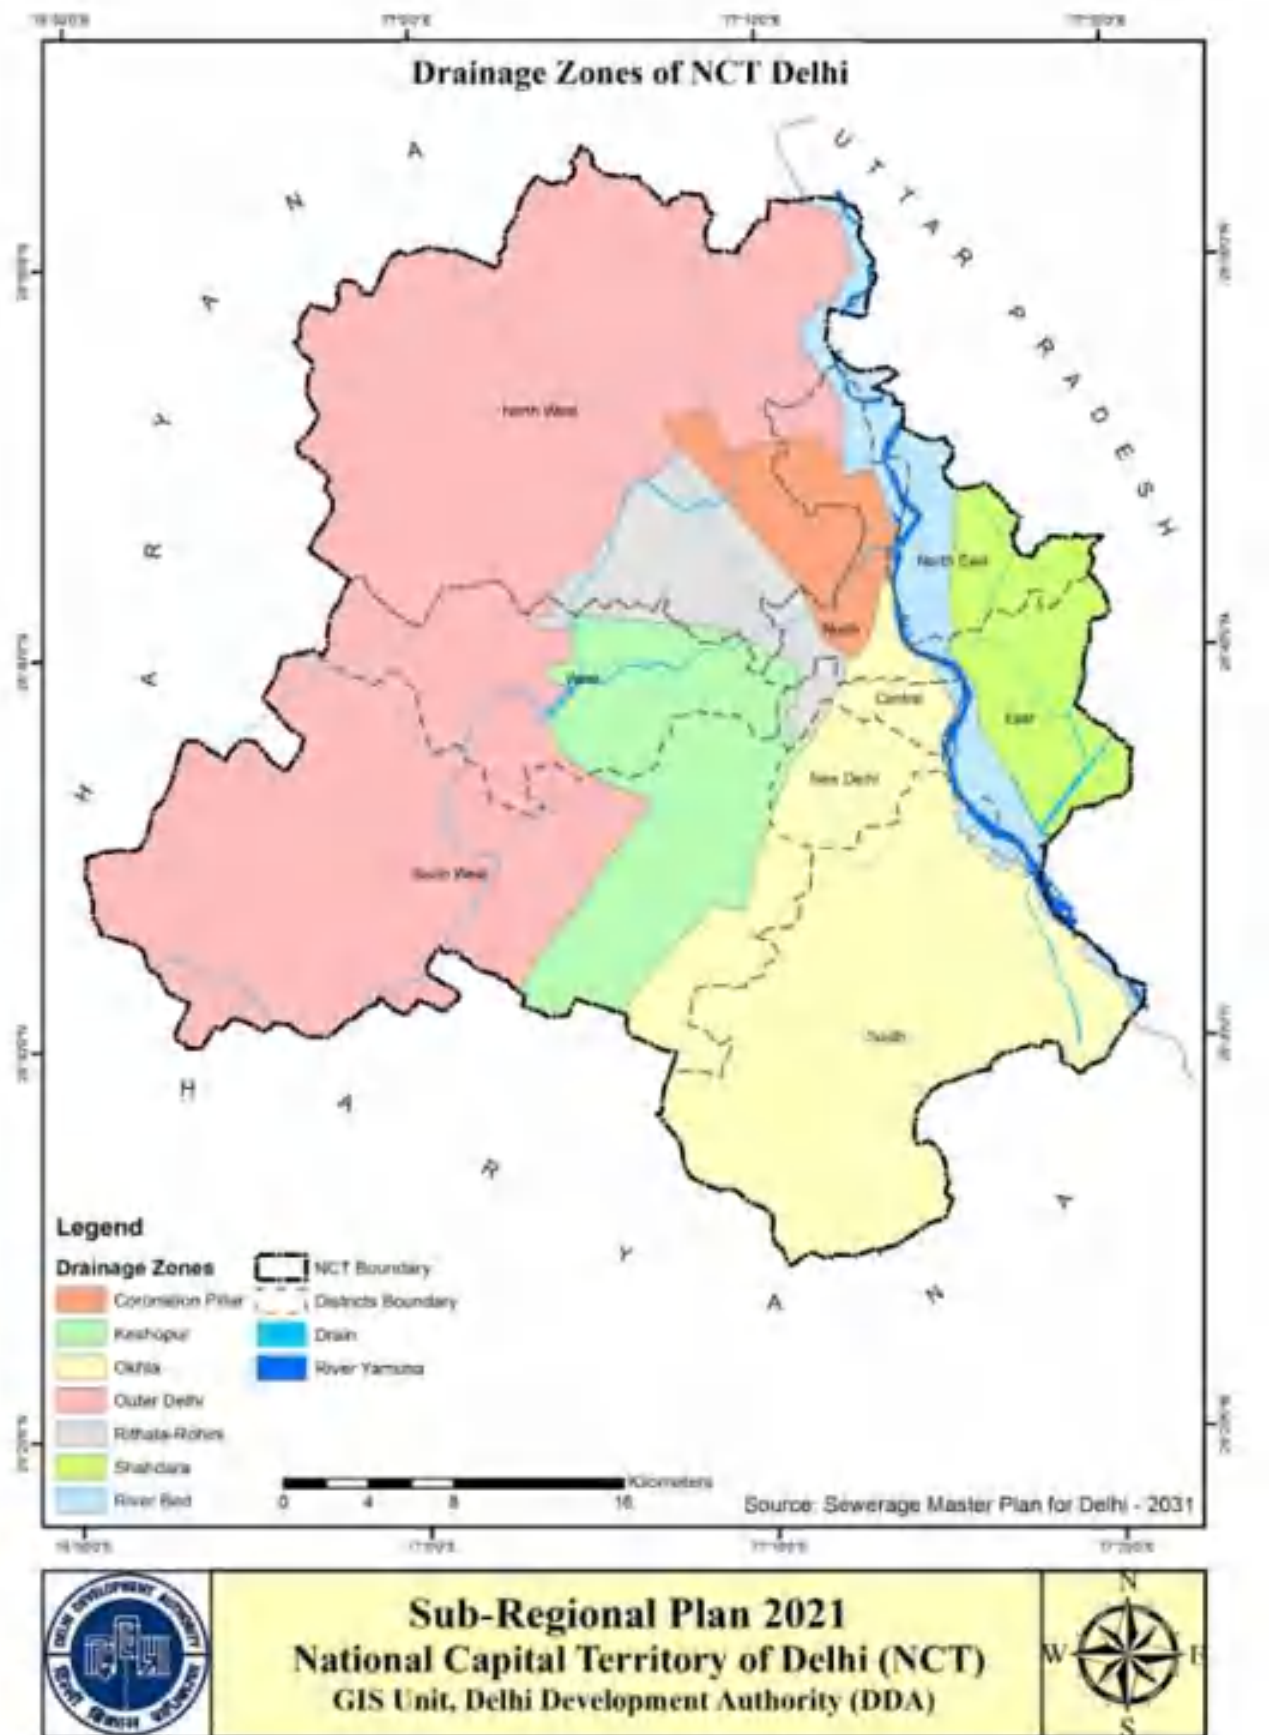 Drainage Zones of NCT Delhi
UTTAR PRADESH
HARYANA
North West
North East
North
West
Central
East
New Delhi
South West
South
HARYANA
Legend
Drainage Zones
Coronation Pillar
Keshopur
Okhla
Outer Delhi
Rithala-Rohini
Shahdara
River Bed
NCT Boundary
Districts Boundary
Drain
River Yamuna
Kilometers
0 4 8 16
Source: Sewerage Master Plan for Delhi - 2031
DELHI DEVELOPMENT AUTHORITY
Sub-Regional Plan 2021
National Capital Territory of Delhi (NCT)
GIS Unit, Delhi Development Authority (DDA)
N
W E
S